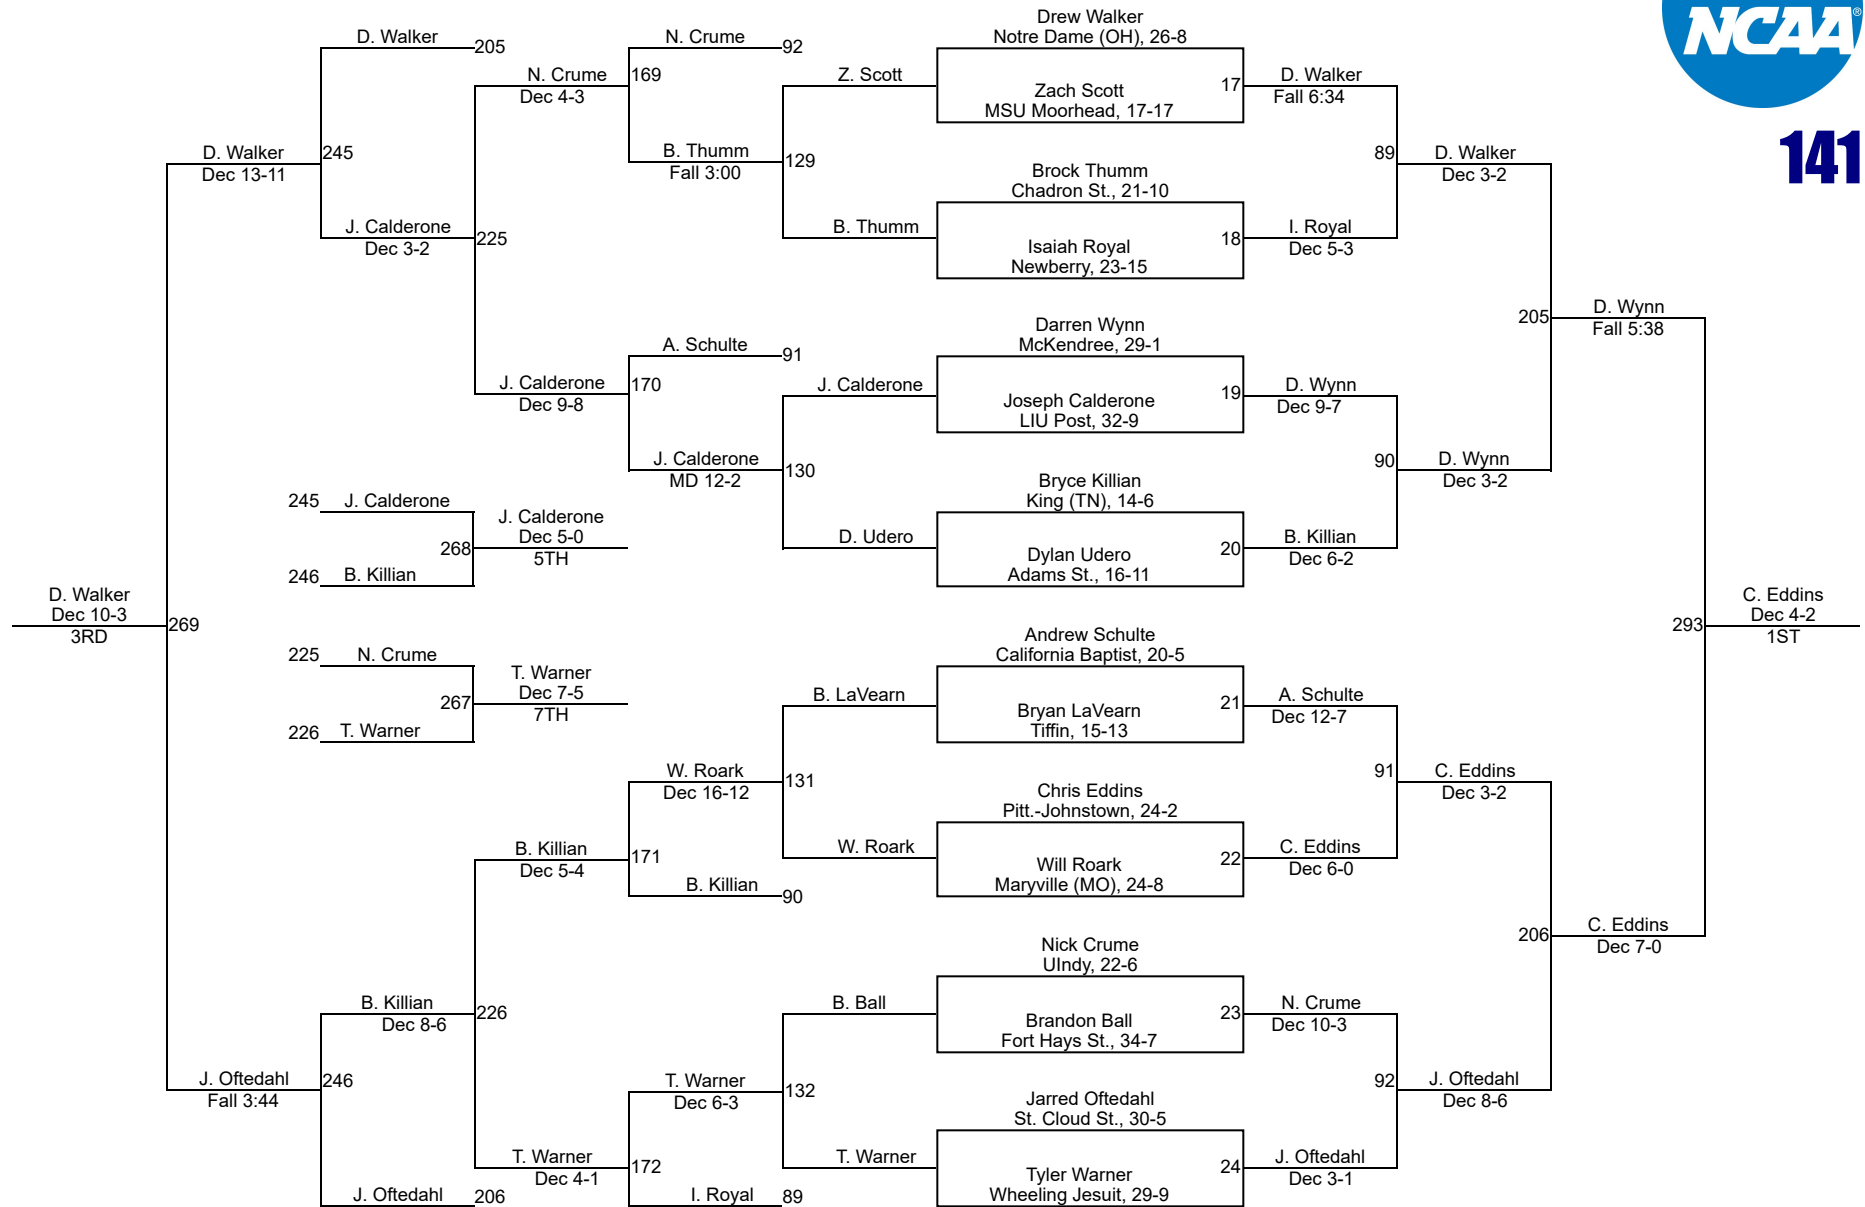 NCAA®
141
Drew Walker
Notre Dame (OH), 26-8
D. Walker
205
N. Crume
92
N. Crume
Dec 4-3
169
Z. Scott
Zach Scott
MSU Moorhead, 17-17
17
D. Walker
Fall 6:34
D. Walker
Dec 13-11
245
B. Thumm
Fall 3:00
129
89
D. Walker
Dec 3-2
Brock Thumm
Chadron St., 21-10
J. Calderone
Dec 3-2
225
B. Thumm
Isaiah Royal
Newberry, 23-15
18
I. Royal
Dec 5-3
205
D. Wynn
Fall 5:38
Darren Wynn
McKendree, 29-1
A. Schulte
91
J. Calderone
Dec 9-8
170
J. Calderone
Joseph Calderone
LIU Post, 32-9
19
D. Wynn
Dec 9-7
J. Calderone
MD 12-2
130
90
D. Wynn
Dec 3-2
Bryce Killian
King (TN), 14-6
245
J. Calderone
J. Calderone
Dec 5-0
5TH
268
D. Udero
Dylan Udero
Adams St., 16-11
20
B. Killian
Dec 6-2
246
B. Killian
D. Walker
Dec 10-3
3RD
269
293
C. Eddins
Dec 4-2
1ST
Andrew Schulte
California Baptist, 20-5
225
N. Crume
T. Warner
Dec 7-5
7TH
267
B. LaVearn
Bryan LaVearn
Tiffin, 15-13
21
A. Schulte
Dec 12-7
226
T. Warner
W. Roark
Dec 16-12
131
91
C. Eddins
Dec 3-2
Chris Eddins
Pitt.-Johnstown, 24-2
B. Killian
Dec 5-4
171
W. Roark
Will Roark
Maryville (MO), 24-8
22
C. Eddins
Dec 6-0
B. Killian
90
206
C. Eddins
Dec 7-0
Nick Crume
UIndy, 22-6
B. Killian
Dec 8-6
226
B. Ball
Brandon Ball
Fort Hays St., 34-7
23
N. Crume
Dec 10-3
J. Oftedahl
Fall 3:44
246
T. Warner
Dec 6-3
132
92
J. Oftedahl
Dec 8-6
Jarred Oftedahl
St. Cloud St., 30-5
T. Warner
Dec 4-1
172
T. Warner
Tyler Warner
Wheeling Jesuit, 29-9
24
J. Oftedahl
Dec 3-1
J. Oftedahl
206
I. Royal
89